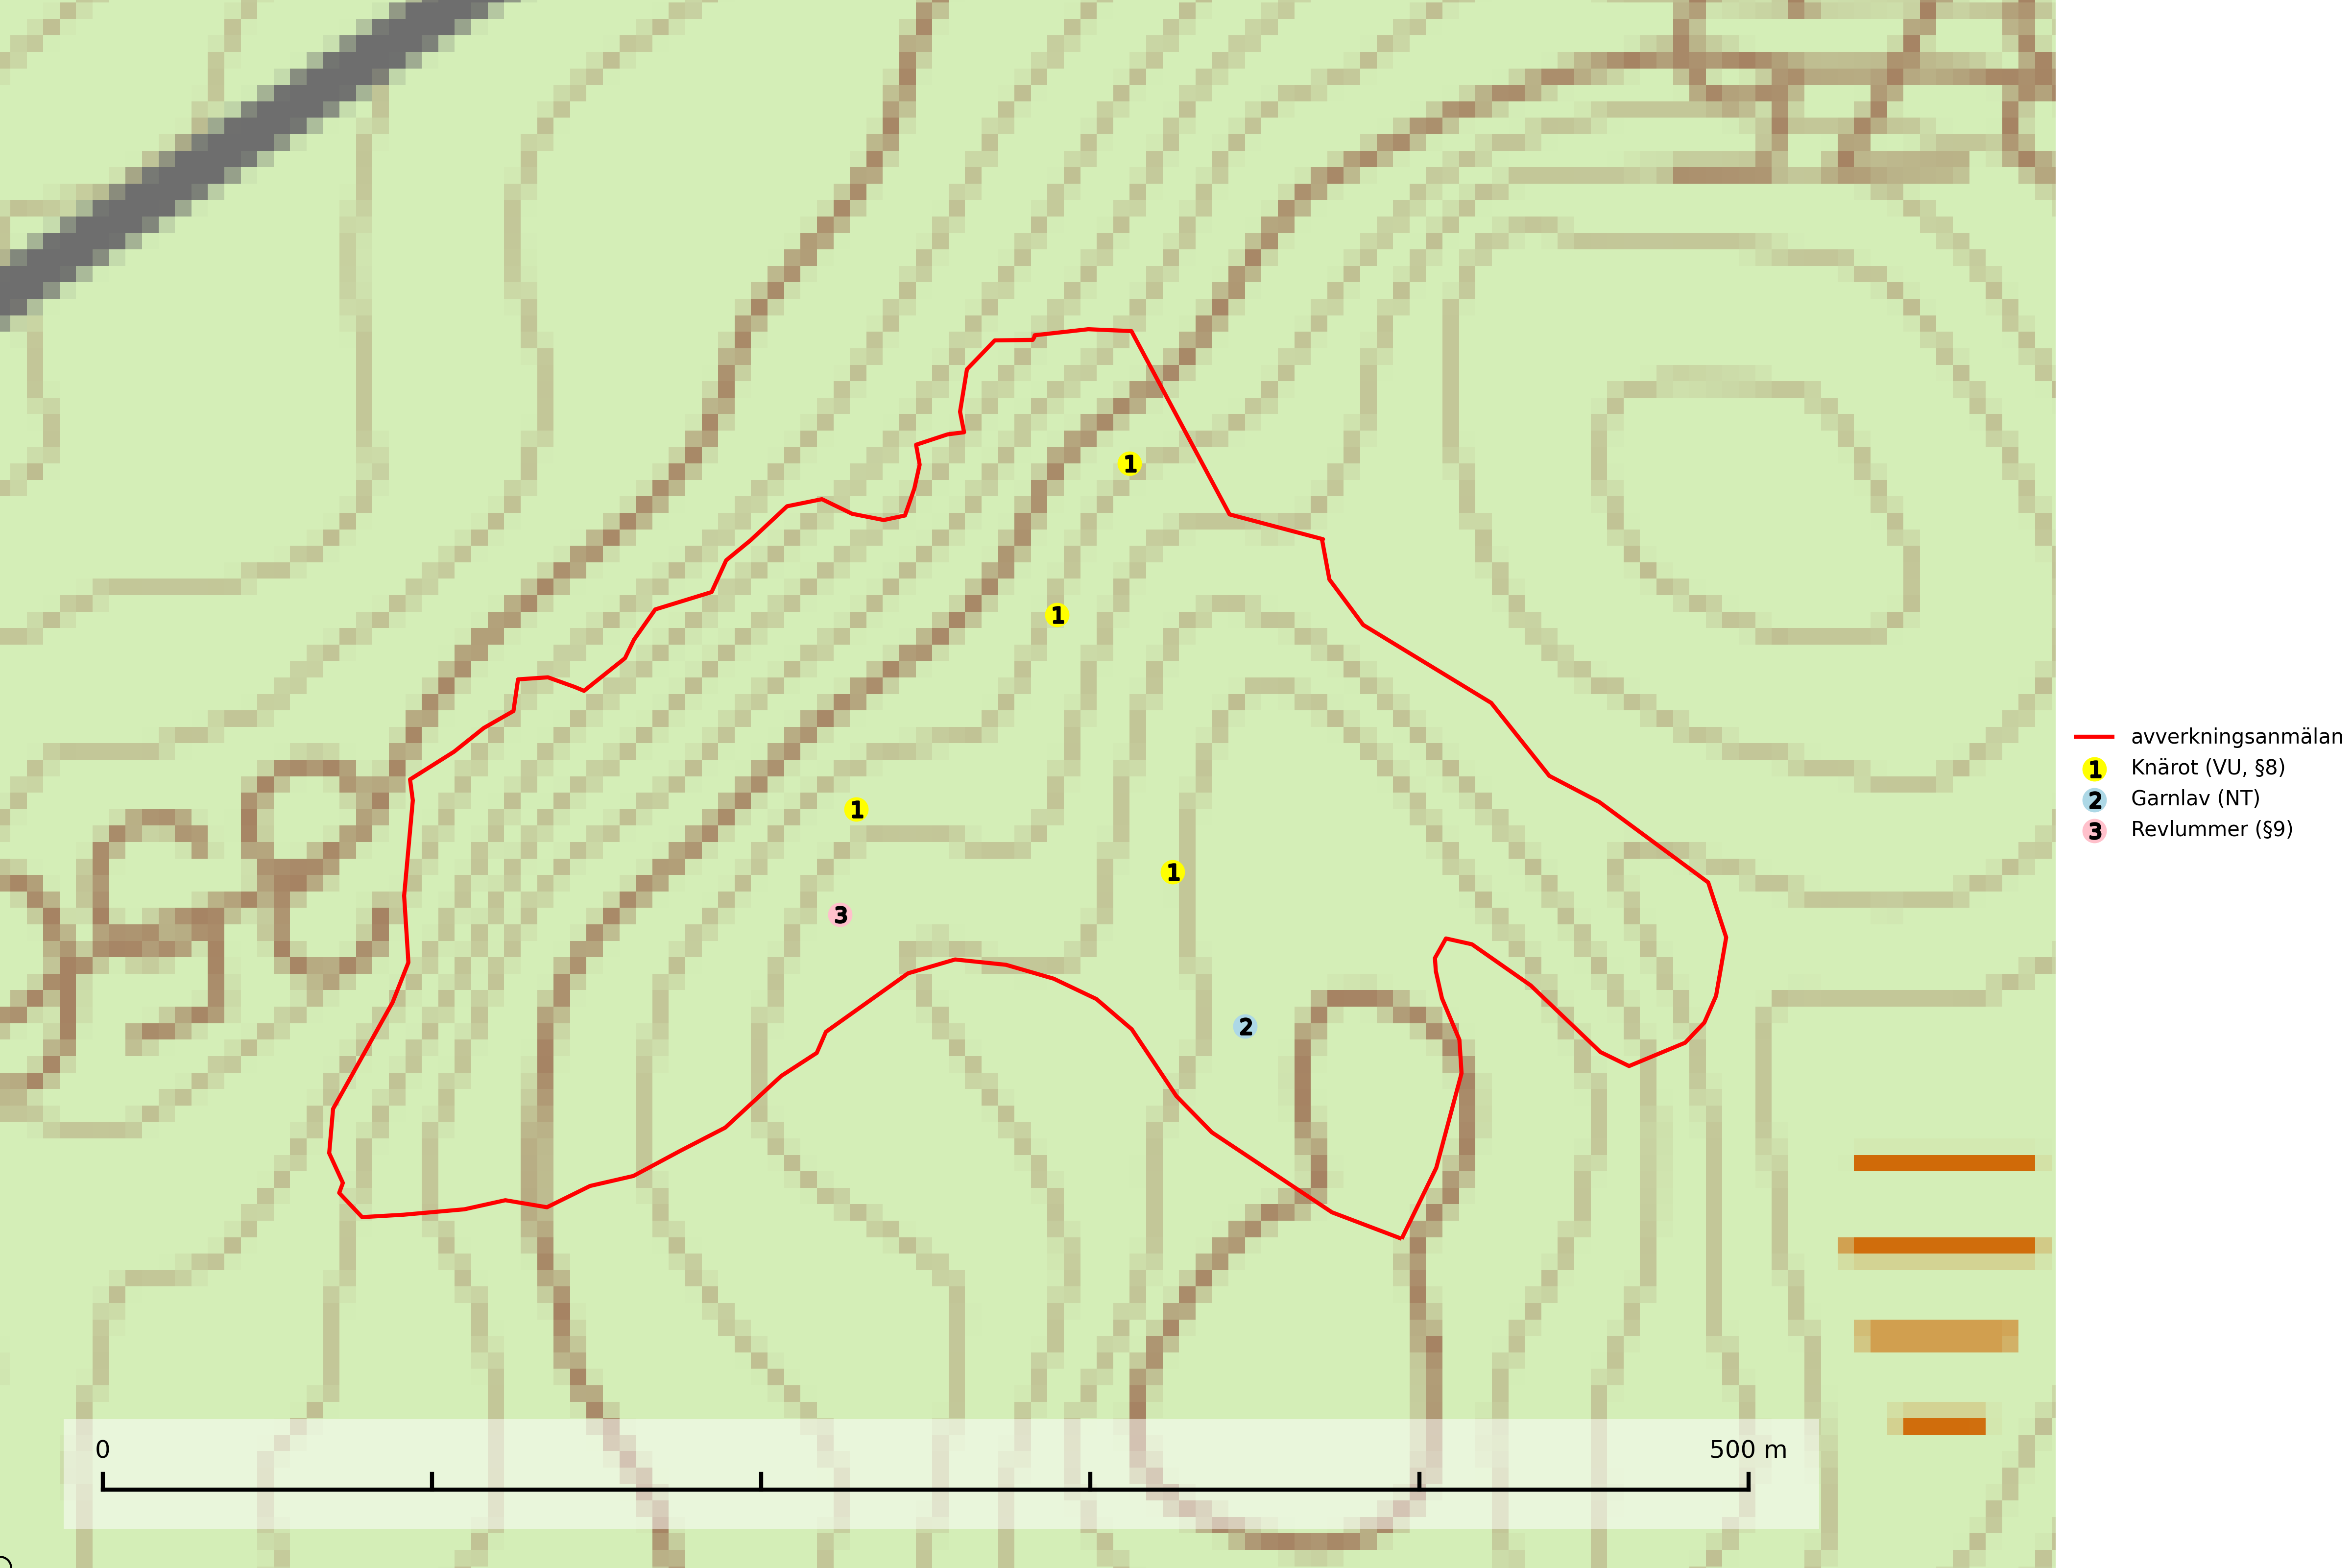 1
1
1
1
3
2
avverkningsanmälan
1 Knärot (VU, §8)
2 Garnlav (NT)
3 Revlummer (§9)
0 500 m